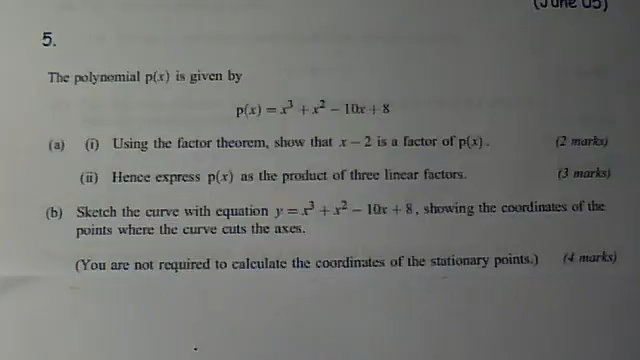 (June 05)
5.
The polynomial p(x) is given by
p(x) = x³ + x² − 10x + 8
(a) (i) Using the factor theorem, show that x − 2 is a factor of p(x). (2 marks)
(ii) Hence express p(x) as the product of three linear factors. (3 marks)
(b) Sketch the curve with equation y = x³ + x² − 10x + 8, showing the coordinates of the
points where the curve cuts the axes.
(You are not required to calculate the coordinates of the stationary points.) (4 marks)